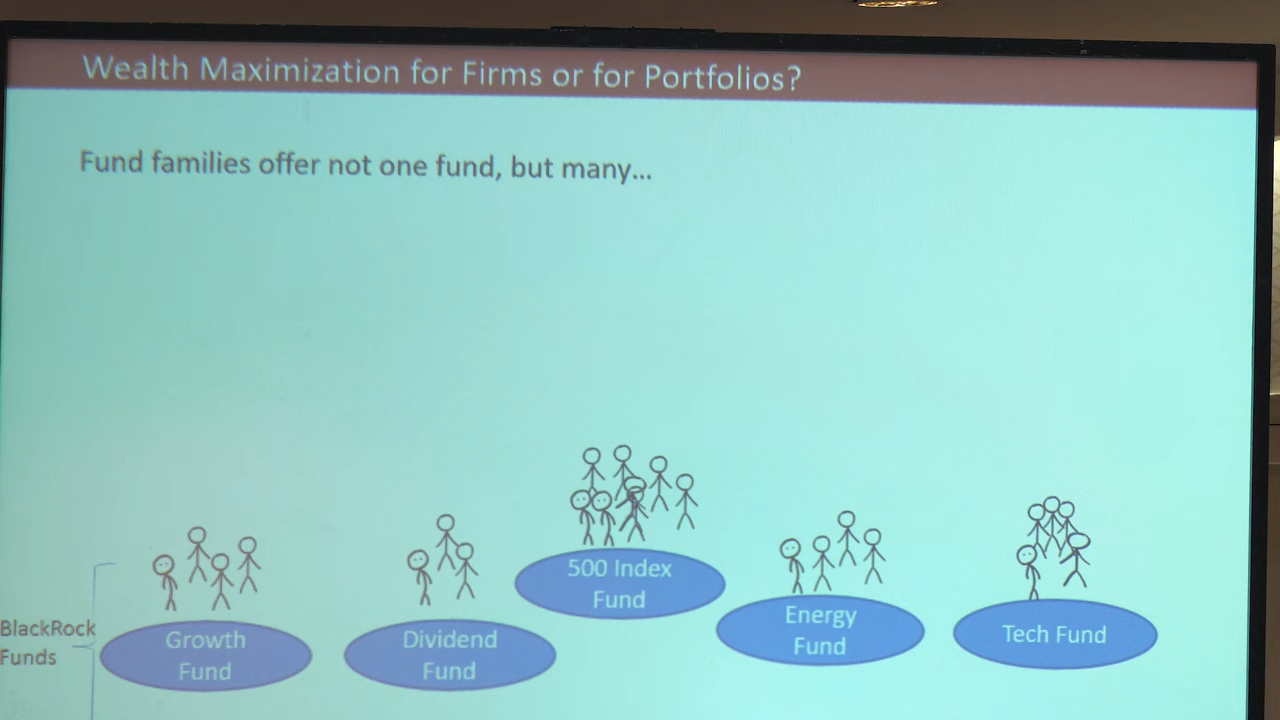 Wealth Maximization for Firms or for Portfolios?
Fund families offer not one fund, but many...
500 Index
Fund
Energy
Fund
Tech Fund
BlackRock
Funds
Growth
Fund
Dividend
Fund